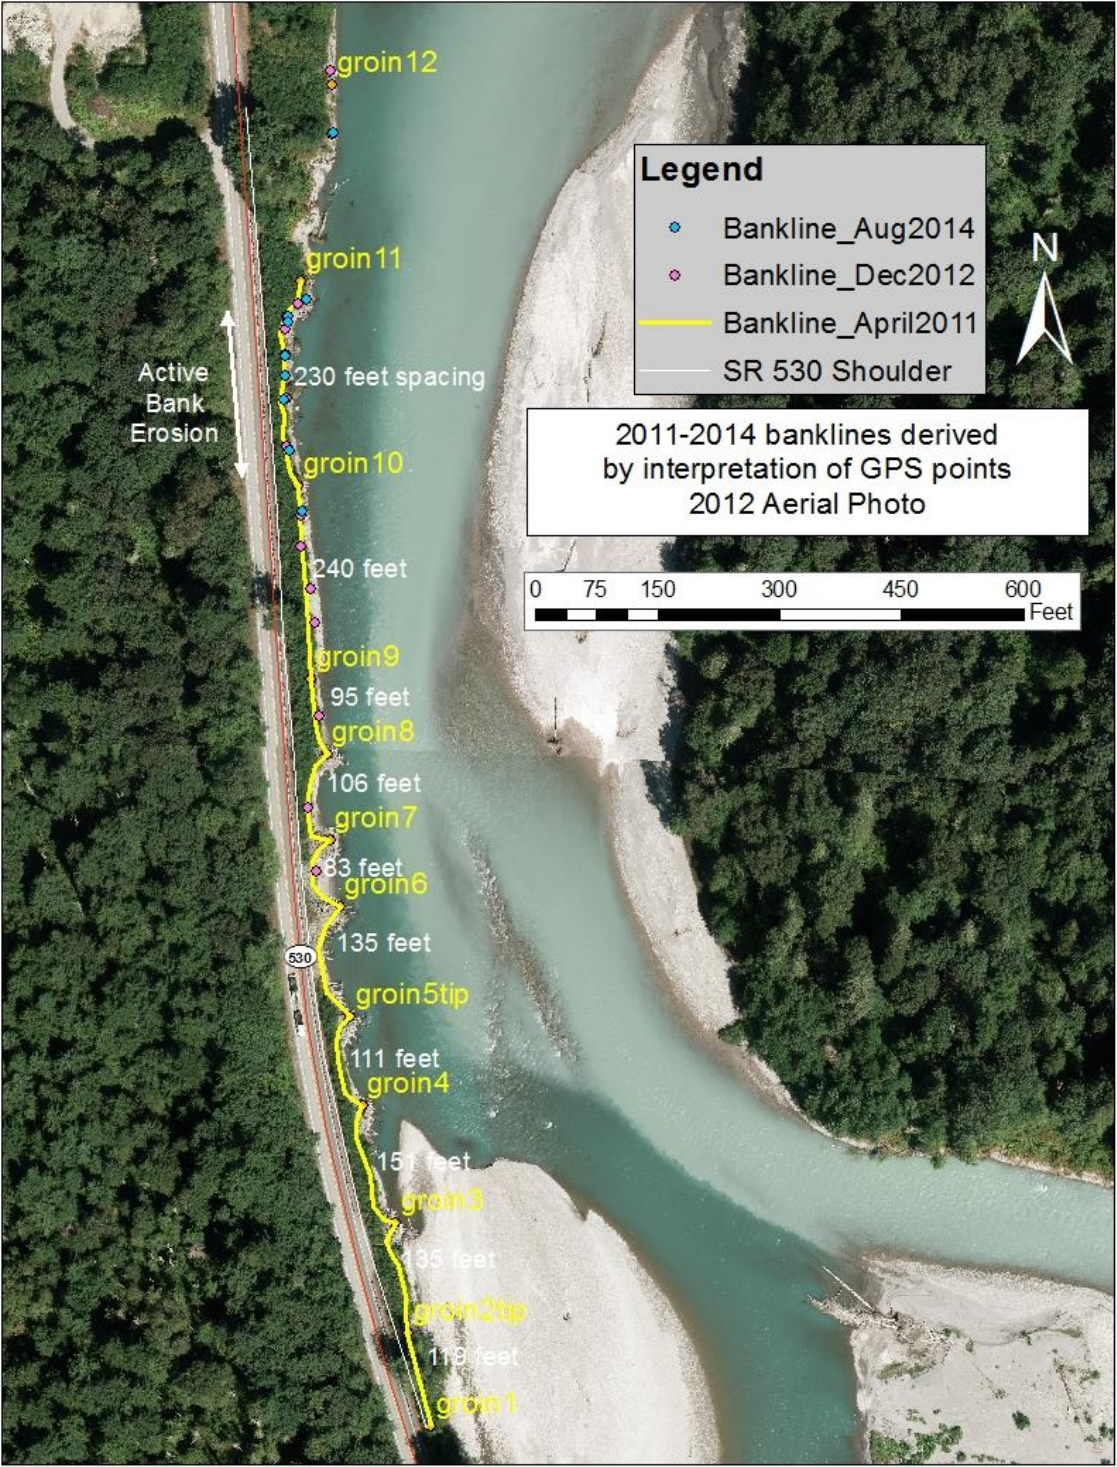 groin12
Legend
Bankline_Aug2014
Bankline_Dec2012
Bankline_April2011
SR 530 Shoulder
N
groin11
Active
Bank
Erosion
230 feet spacing
2011-2014 banklines derived
by interpretation of GPS points
2012 Aerial Photo
groin10
240 feet
0 75 150 300 450 600
Feet
groin9
95 feet
groin8
106 feet
groin7
83 feet
groin6
135 feet
530
groin5tip
111 feet
groin4
151 feet
groin3
135 feet
groin2tip
119 feet
groin1